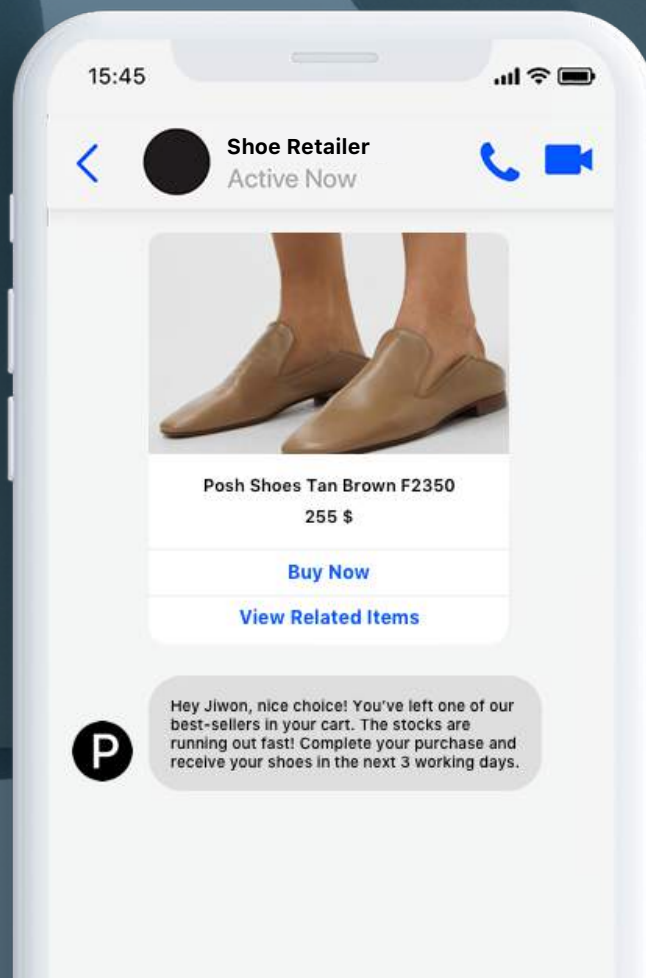 15:45
Shoe Retailer
Active Now
Posh Shoes Tan Brown F2350
255 $
Buy Now
View Related Items
Hey Jiwon, nice choice! You've left one of our
best-sellers in your cart. The stocks are
running out fast! Complete your purchase and
receive your shoes in the next 3 working days.
P